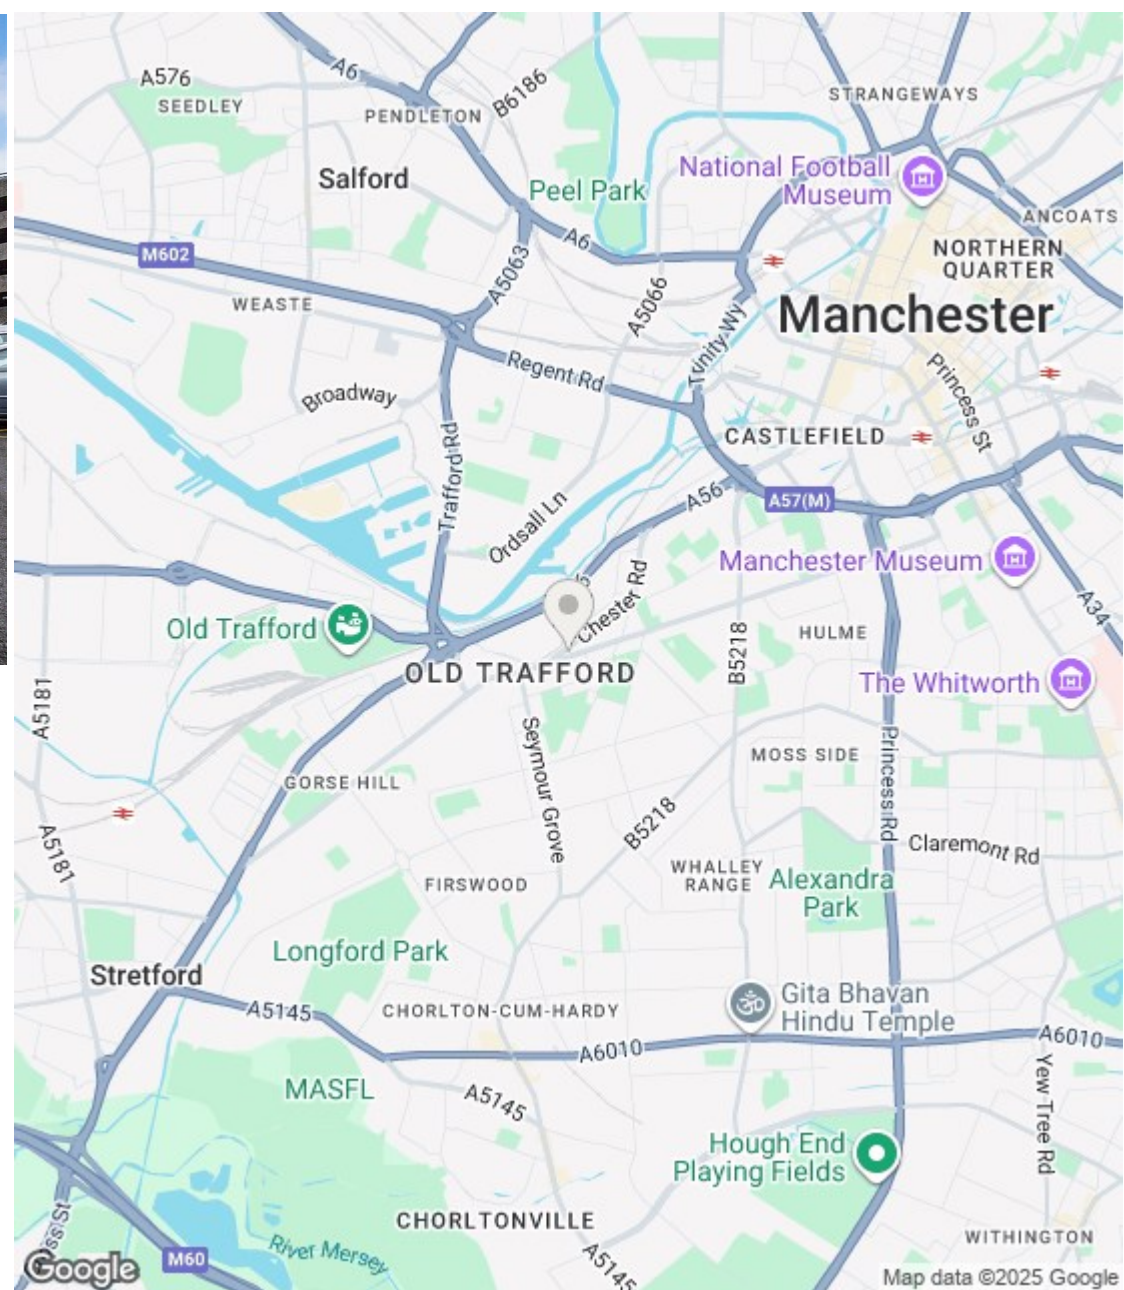 A6
A576
SEEDLEY
PENDLETON
B6186
STRANGEWAYS
Salford
Peel Park
National Football
Museum
ANCOATS
A6
M602
A5063
NORTHERN
QUARTER
WEASTE
A5066
Manchester
Trinity Wy
Regent Rd
Princess St
Broadway
CASTLEFIELD
Trafford Rd
A56
A57(M)
Ordsall Ln
Manchester Museum
Chester Rd
A34
Old Trafford
B5218
HULME
OLD TRAFFORD
The Whitworth
A5181
Seymour Grove
Princess Rd
MOSS SIDE
GORSE HILL
B5218
A5181
Claremont Rd
WHALLEY
RANGE
FIRSWOOD
Alexandra
Park
Longford Park
Stretford
A5145
CHORLTON-CUM-HARDY
Gita Bhavan
Hindu Temple
A6010
A6010
MASFL
A5145
Yew Tree Rd
Hough End
Playing Fields
CHORLTONVILLE
WITHINGTON
River Mersey
M60
A5145
Google
Map data ©2025 Google